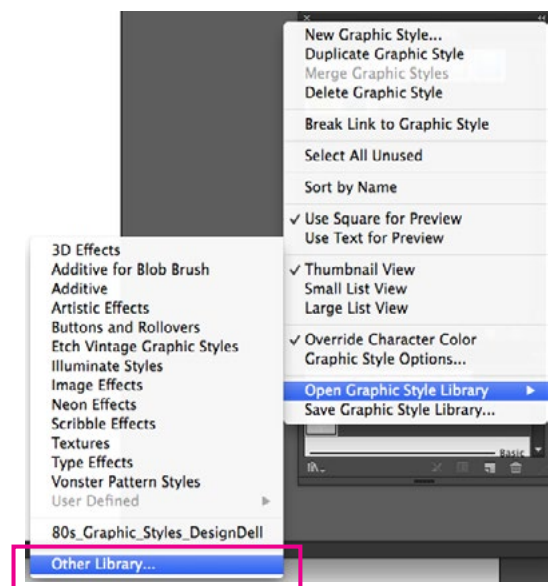 New Graphic Style...
Duplicate Graphic Style
Merge Graphic Styles
Delete Graphic Style
Break Link to Graphic Style
Select All Unused
Sort by Name
✓ Use Square for Preview
Use Text for Preview
✓ Thumbnail View
Small List View
Large List View
✓ Override Character Color
Graphic Style Options...
Open Graphic Style Library
Save Graphic Style Library...
Basic
3D Effects
Additive for Blob Brush
Additive
Artistic Effects
Buttons and Rollovers
Etch Vintage Graphic Styles
Illuminate Styles
Image Effects
Neon Effects
Scribble Effects
Textures
Type Effects
Vonster Pattern Styles
User Defined
80s_Graphic_Styles_DesignDell
Other Library...